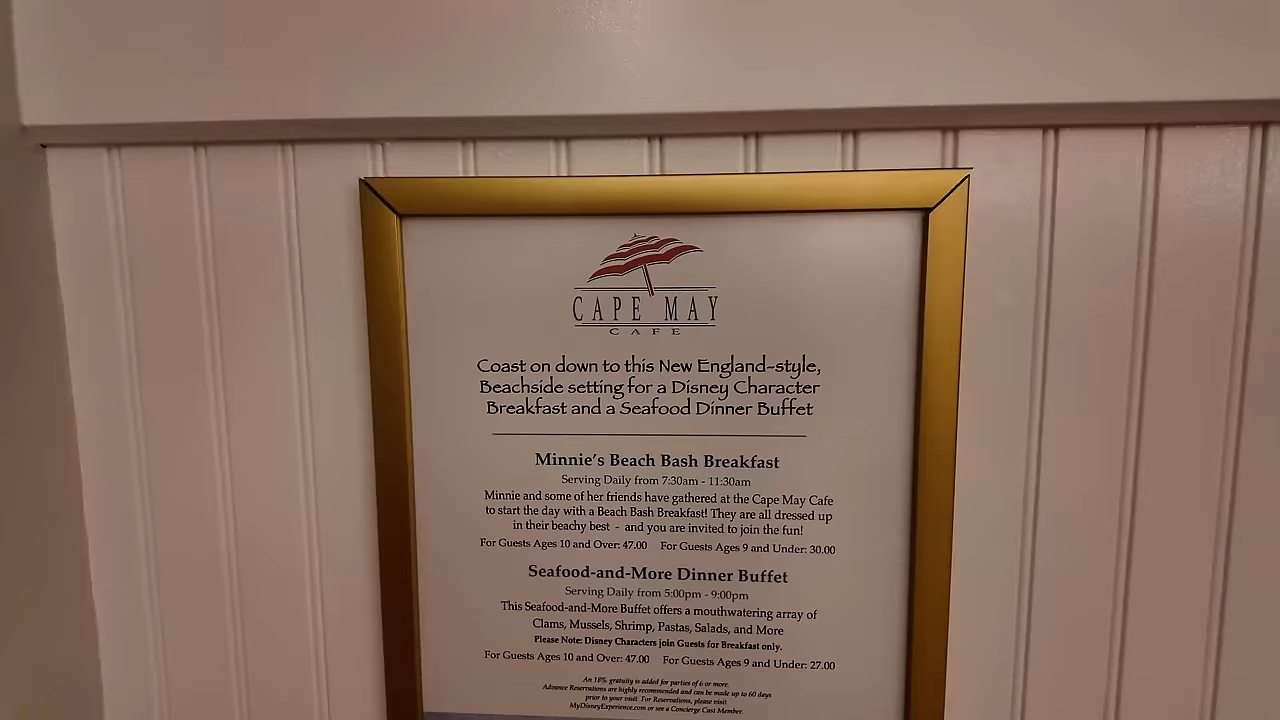 CAPE MAY
CAFE
Coast on down to this New England-style,
Beachside setting for a Disney Character
Breakfast and a Seafood Dinner Buffet
Minnie's Beach Bash Breakfast
Serving Daily from 7:30am - 11:30am
Minnie and some of her friends have gathered at the Cape May Cafe
to start the day with a Beach Bash Breakfast! They are all dressed up
in their beachy best - and you are invited to join the fun!
For Guests Ages 10 and Over: 47.00 For Guests Ages 9 and Under: 30.00
Seafood-and-More Dinner Buffet
Serving Daily from 5:00pm - 9:00pm
This Seafood-and-More Buffet offers a mouthwatering array of
Clams, Mussels, Shrimp, Pastas, Salads, and More
Please Note: Disney Characters join Guests for Breakfast only.
For Guests Ages 10 and Over: 47.00 For Guests Ages 9 and Under: 27.00
An 18% gratuity is added for parties of 6 or more.
Advance Reservations are highly recommended and can be made up to 60 days
prior to your visit. For Reservations, please visit
MyDisneyExperience.com or see a Concierge Cast Member.